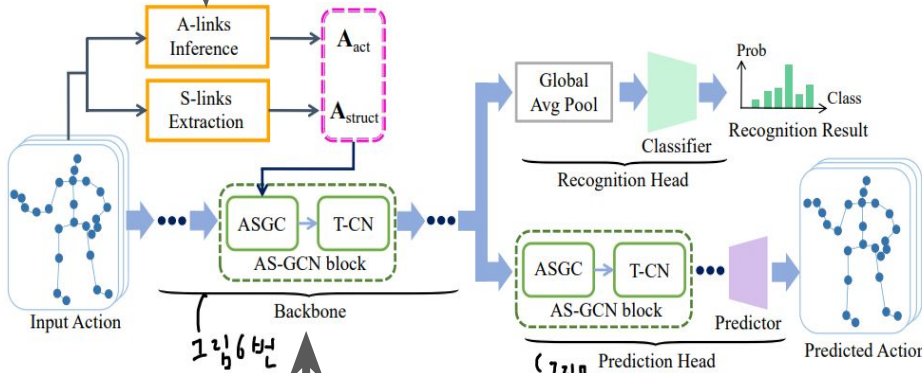 A-links
Inference
A_act
S-links
Extraction
A_struct
Input Action
ASGC
T-CN
AS-GCN block
Backbone
그림6번
Global
Avg Pool
Classifier
Recognition Head
Prob
Class
Recognition Result
ASGC
T-CN
AS-GCN block
Predictor
Prediction Head
Predicted Action